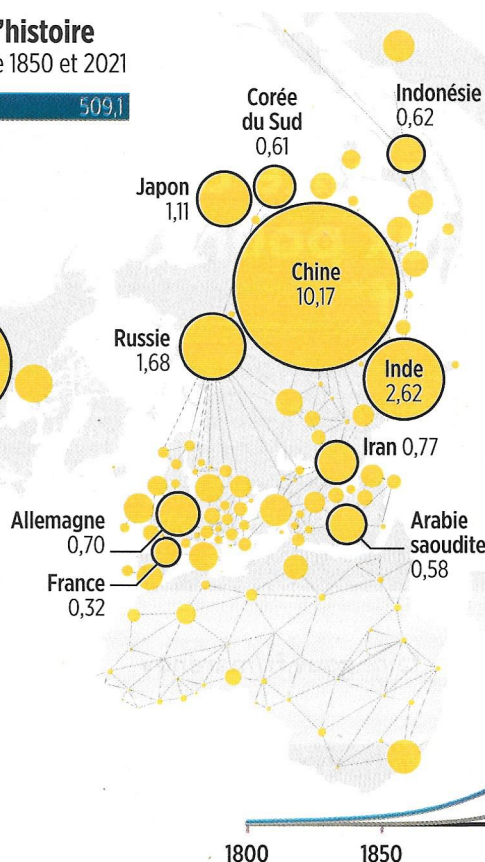 'histoire
e 1850 et 2021
509,1
Indonésie
0,62
Corée
du Sud
0,61
Japon
1,11
Chine
10,17
Russie
1,68
Inde
2,62
Iran 0,77
Allemagne
0,70
Arabie
saoudite
0,58
France
0,32
1800
1850